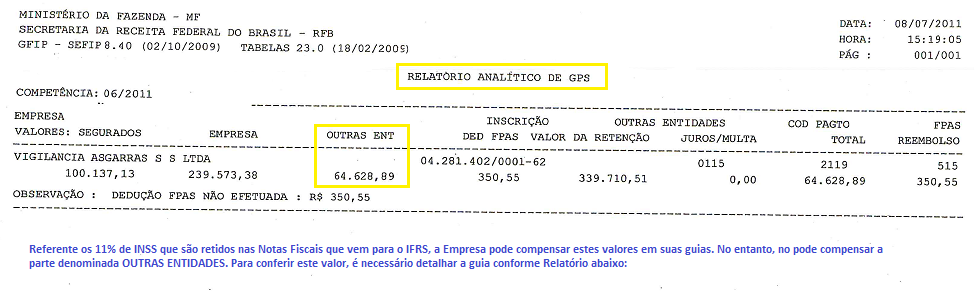 MINISTÉRIO DA FAZENDA - MF
SECRETARIA DA RECEITA FEDERAL DO BRASIL - RFB
GFIP - SEFIP 8.40 (02/10/2009) TABELAS 23.0 (18/02/2009)
DATA: 08/07/2011
HORA: 15:19:05
PÁG : 001/001
RELATÓRIO ANALÍTICO DE GPS
COMPETÊNCIA: 06/2011
EMPRESA INSCRIÇÃO OUTRAS ENTIDADES COD PAGTO FPAS
VALORES: SEGURADOS EMPRESA OUTRAS ENT DED FPAS VALOR DA RETENÇÃO JUROS/MULTA TOTAL REEMBOLSO
VIGILANCIA ASGARRAS S S LTDA 04.281.402/0001-62 0115 2119 515
100.137,13 239.573,38 64.628,89 350,55 339.710,51 0,00 64.628,89 350,55
OBSERVAÇÃO : DEDUÇÃO FPAS NÃO EFETUADA : R$ 350,55
Referente os 11% de INSS que são retidos nas Notas Fiscais que vem para o IFRS, a Empresa pode compensar estes valores em suas guias. No entanto, no pode compensar a
parte denominada OUTRAS ENTIDADES. Para conferir este valor, é necessário detalhar a guia conforme Relatório abaixo: